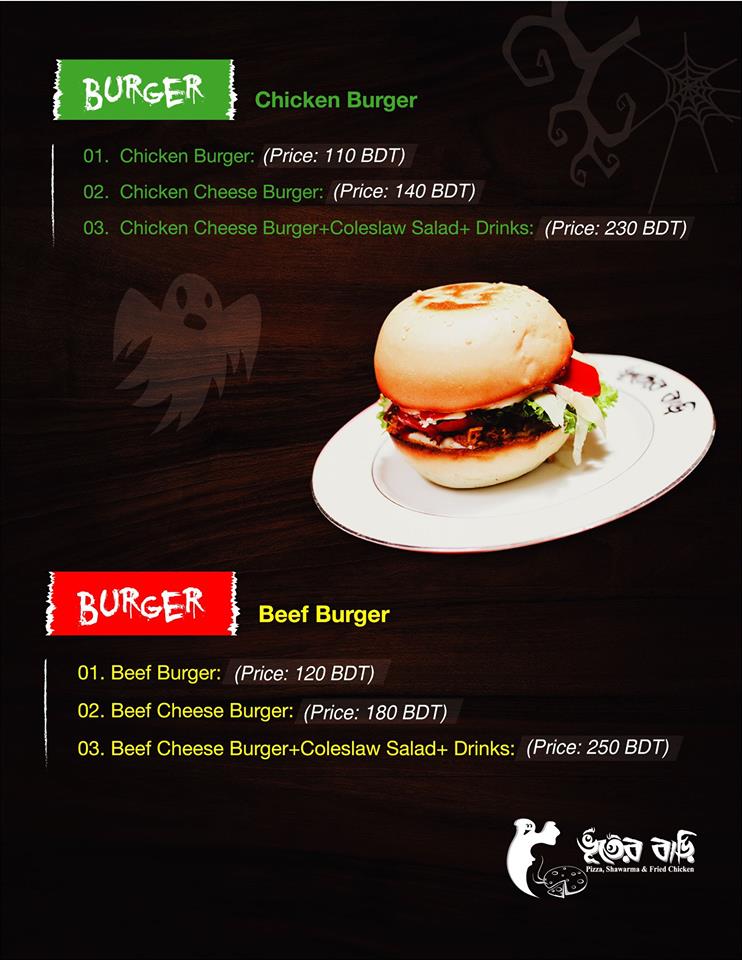 BURGER
Chicken Burger
01. Chicken Burger: (Price: 110 BDT)
02. Chicken Cheese Burger: (Price: 140 BDT)
03. Chicken Cheese Burger+Coleslaw Salad+ Drinks: (Price: 230 BDT)
ভূতের বাড়ি
BURGER
Beef Burger
01. Beef Burger: (Price: 120 BDT)
02. Beef Cheese Burger: (Price: 180 BDT)
03. Beef Cheese Burger+Coleslaw Salad+ Drinks: (Price: 250 BDT)
ভূতের বাড়ি
Pizza, Shawarma & Fried Chicken